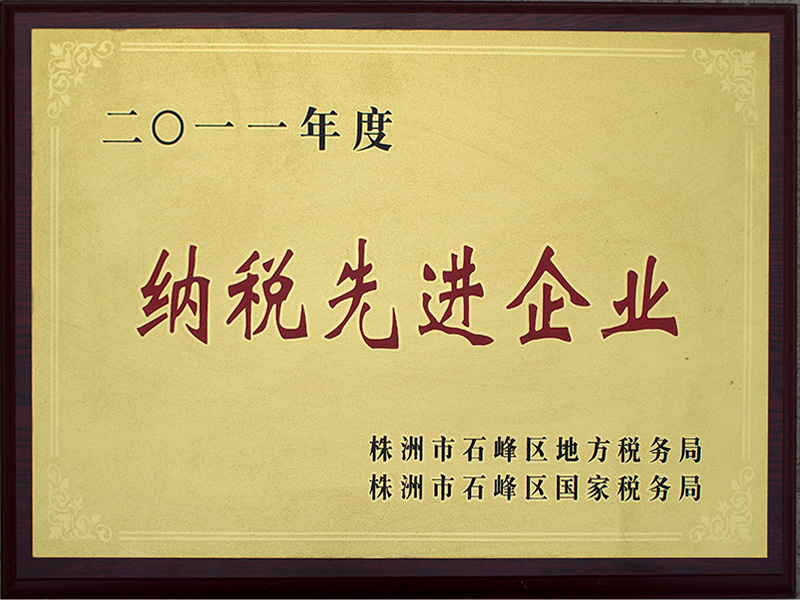 二〇一一年度
纳税先进企业
株洲市石峰区地方税务局
株洲市石峰区国家税务局